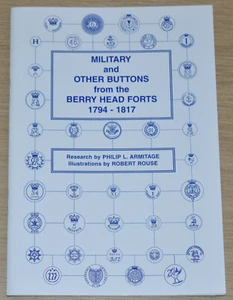 MILITARY
and
OTHER BUTTONS
from the
BERRY HEAD FORTS
1794 - 1817
Research by PHILIP L. ARMITAGE
Illustrations by ROBERT ROUSE